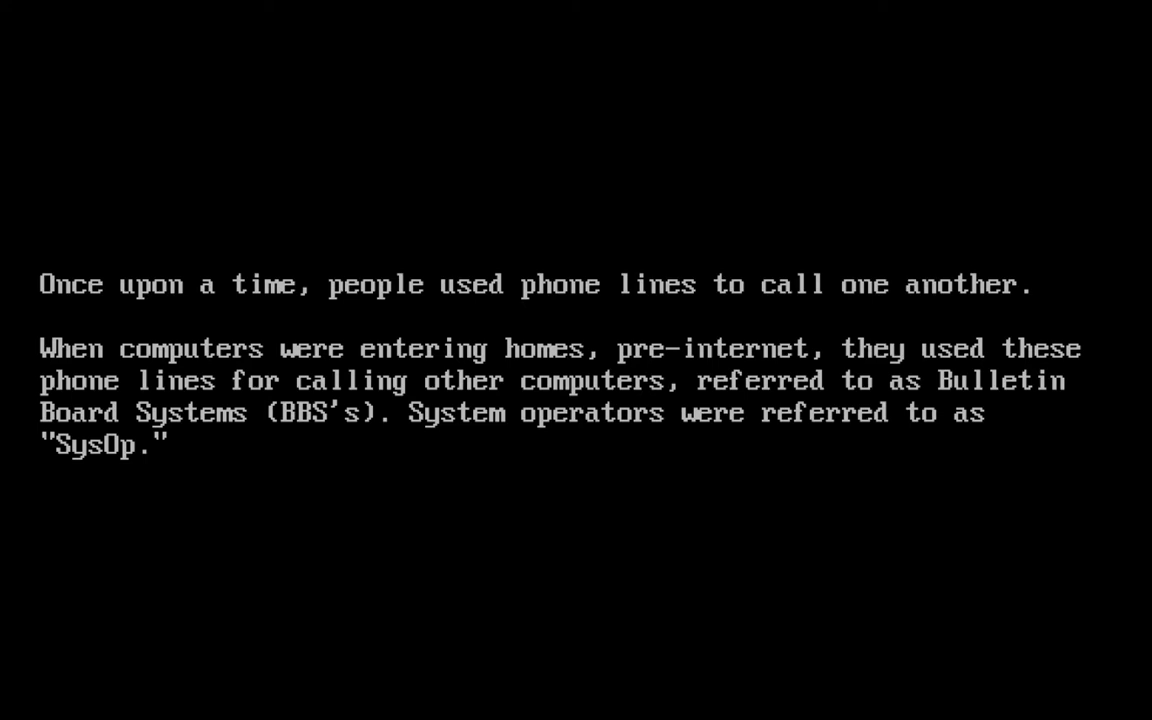 Once upon a time, people used phone lines to call one another.
When computers were entering homes, pre-internet, they used these
phone lines for calling other computers, referred to as Bulletin
Board Systems (BBS's). System operators were referred to as
"SysOp."